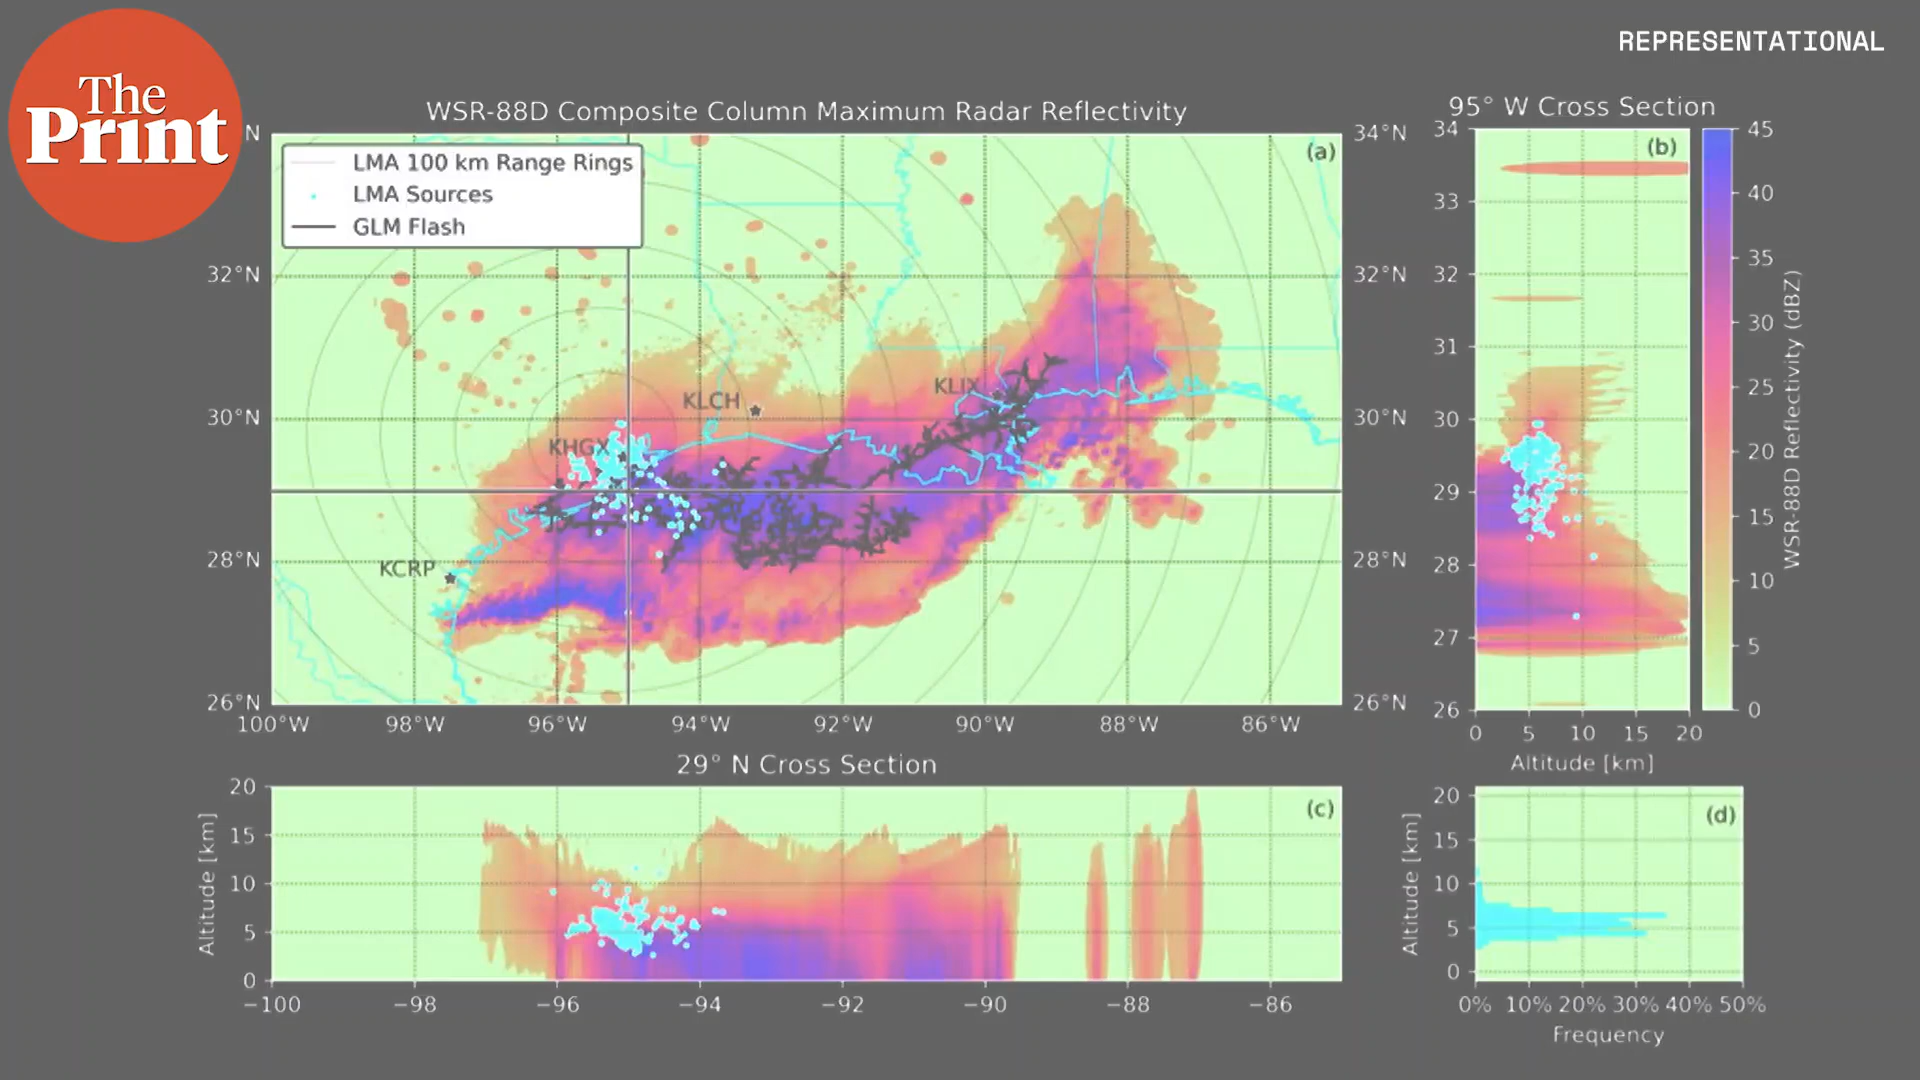 The
Print
REPRESENTATIONAL
WSR-88D Composite Column Maximum Radar Reflectivity
95° W Cross Section
LMA 100 km Range Rings
LMA Sources
GLM Flash
(a)
N
32°N
30°N
28°N
26°N
34°N
32°N
30°N
28°N
26°N
100°W 98°W 96°W 94°W 92°W 90°W 88°W 86°W
KLCH
KLIX
KHGX
KCRP
(b)
34
33
32
31
30
29
28
27
26
0 5 10 15 20
Altitude [km]
45
40
35
30
25
20
15
10
5
0
WSR-88D Reflectivity (dBZ)
29° N Cross Section
(c)
20
15
10
5
0
Altitude [km]
−100 −98 −96 −94 −92 −90 −88 −86
(d)
20
15
10
5
0
Altitude [km]
0% 10% 20% 30% 40% 50%
Frequency